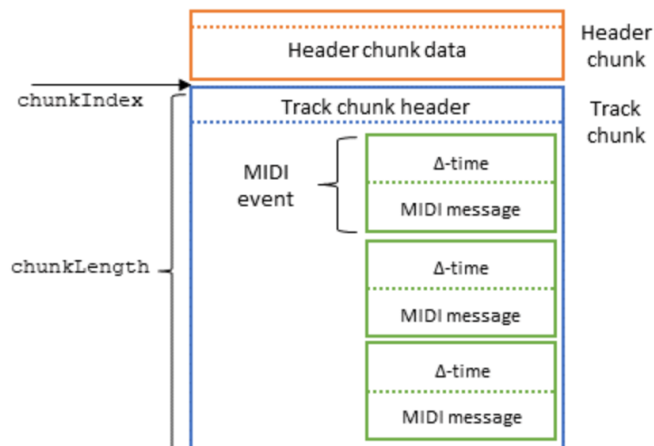 Header chunk data
Header
chunk
chunkIndex
Track chunk header
Track
chunk
MIDI
event
Δ-time
MIDI message
chunkLength
Δ-time
MIDI message
Δ-time
MIDI message